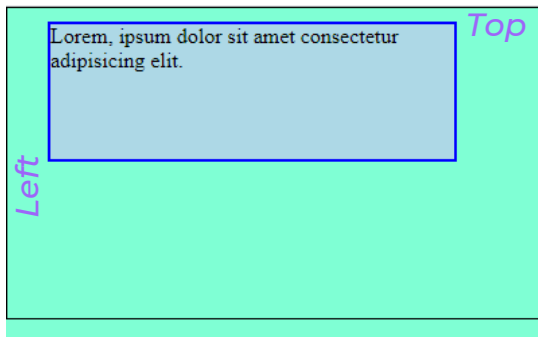 Lorem, ipsum dolor sit amet consectetur
adipisicing elit.
Top
Left